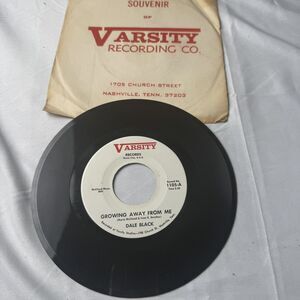 SOUVENIR
OF
VARSITY
RECORDING CO.
1705 CHURCH STREET
NASHVILLE, TENN. 37203
VARSITY
RECORDS
1105-A
GROWING AWAY FROM ME
DALE BLACK